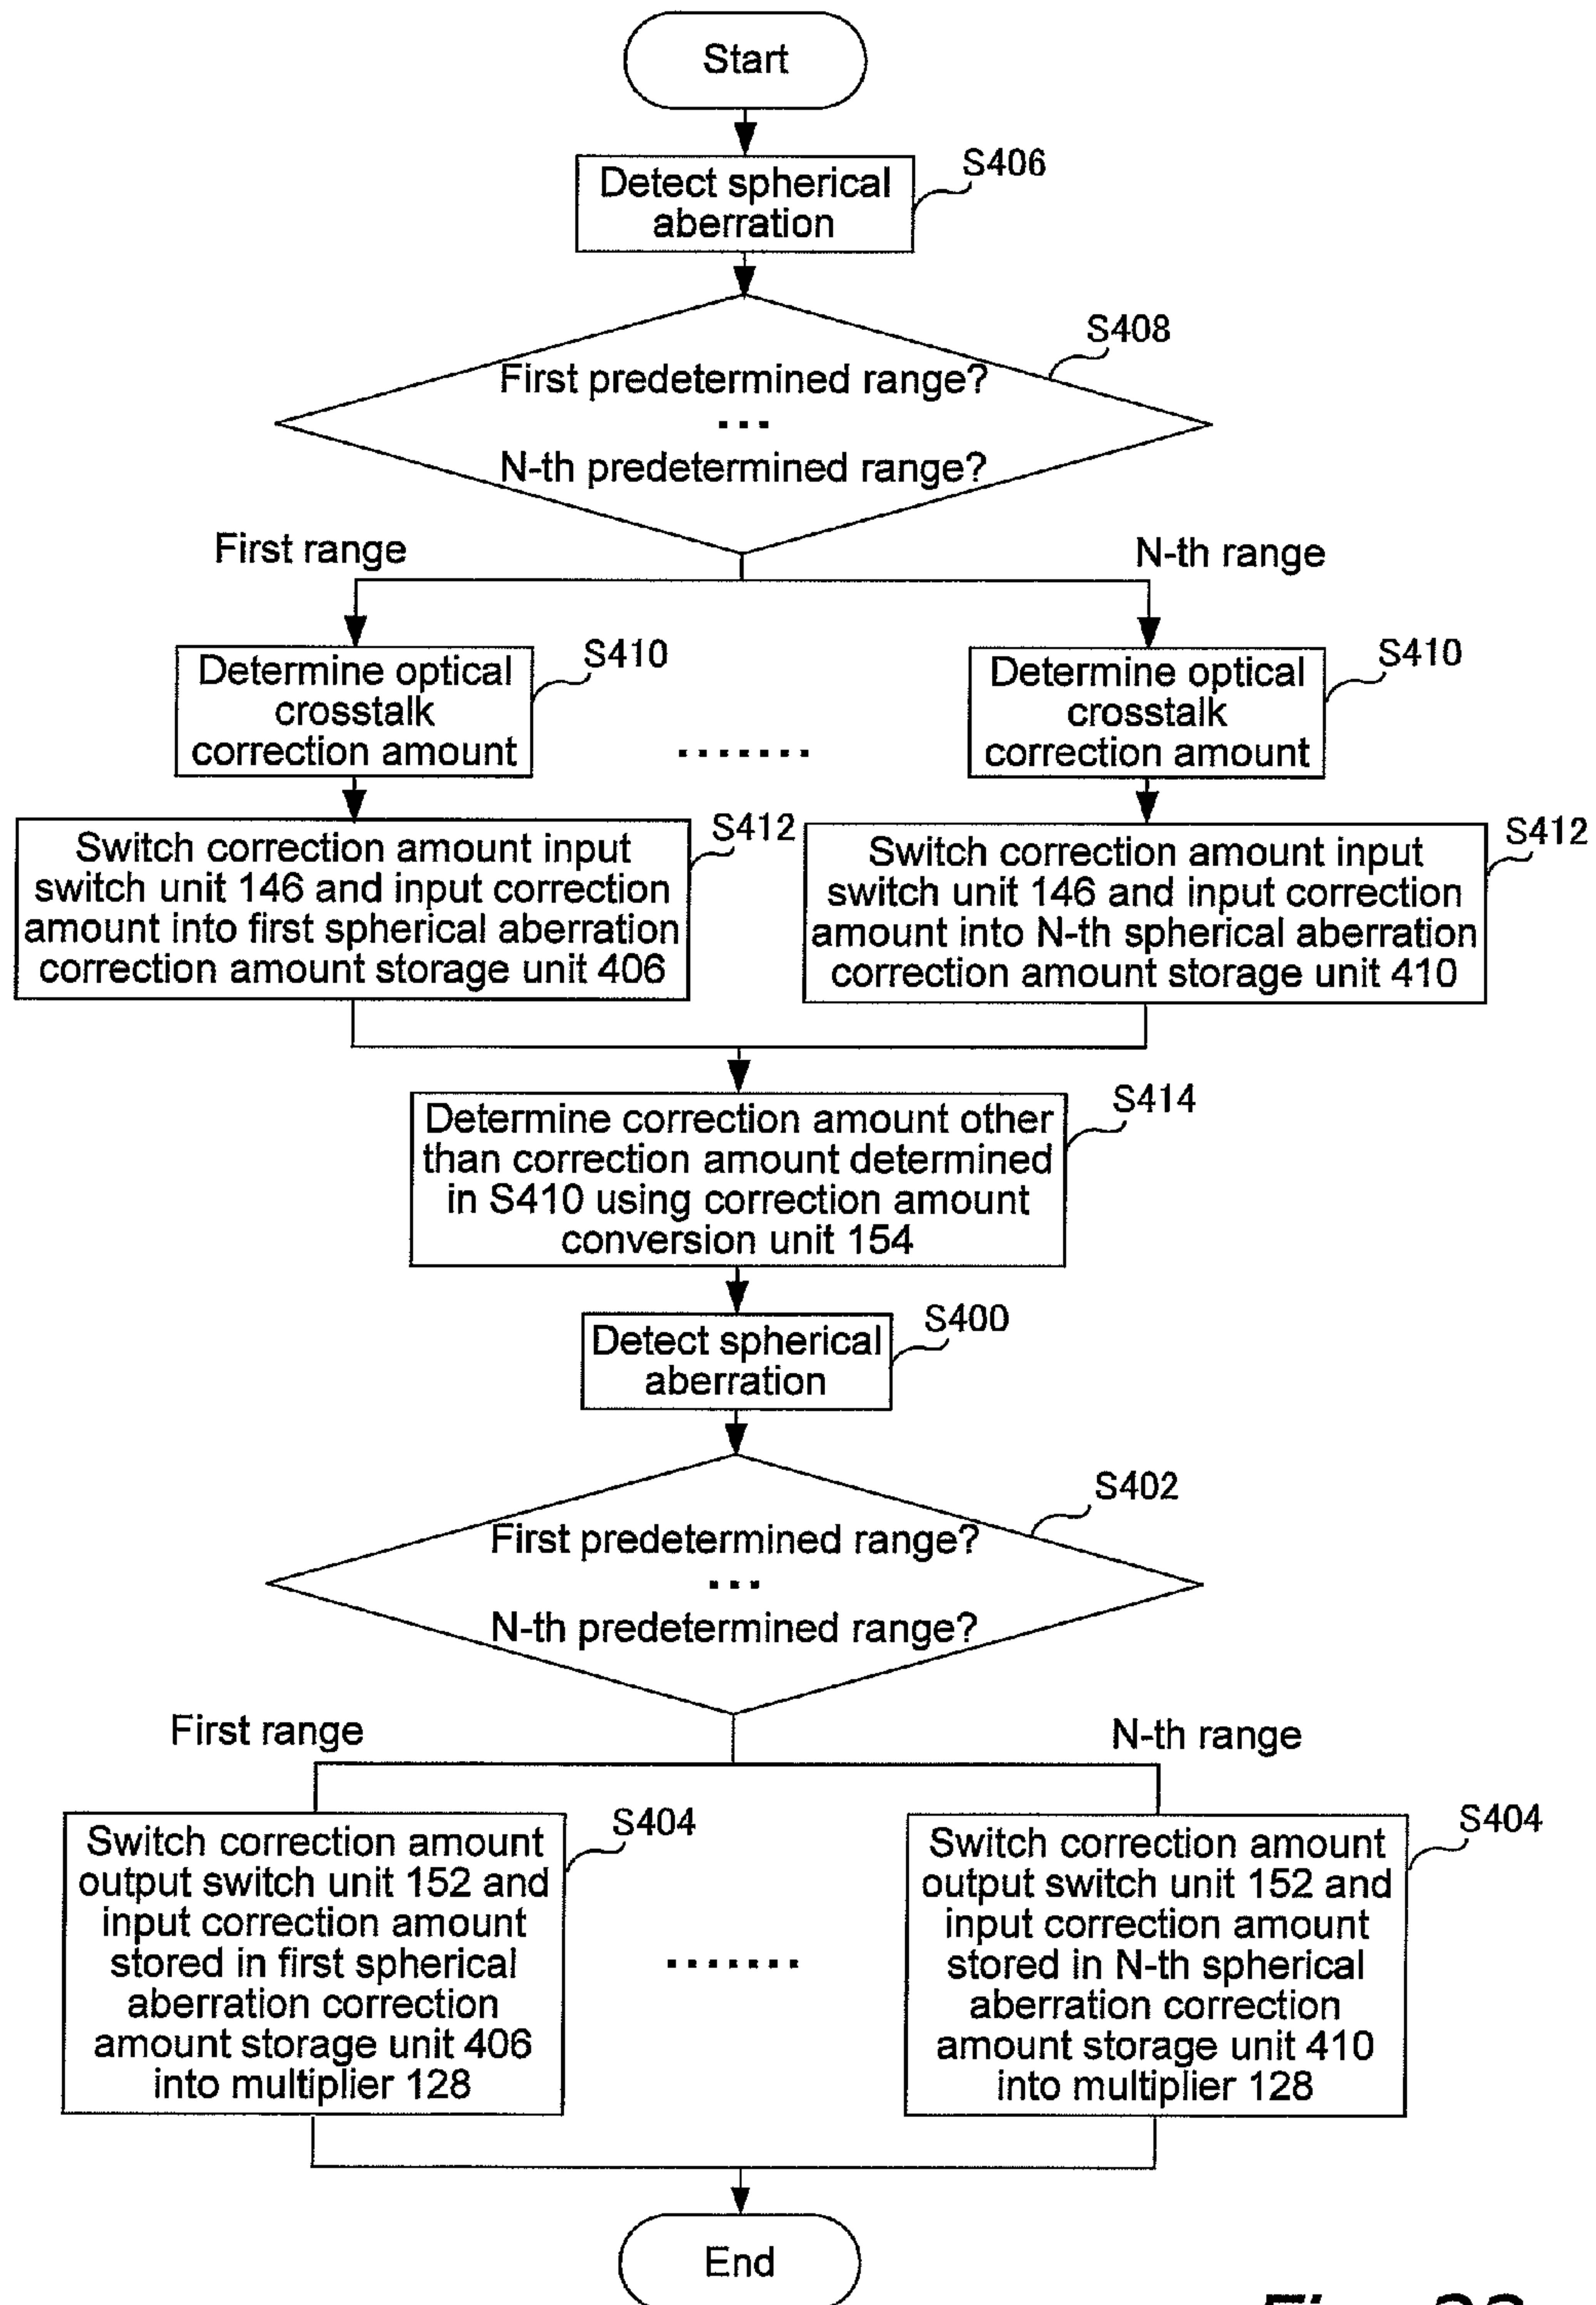 Start
Detect spherical
aberration
S406
First predetermined range?
...
N-th predetermined range?
S408
First range
N-th range
Determine optical
crosstalk
correction amount
S410
.......
Determine optical
crosstalk
correction amount
S410
Switch correction amount input
switch unit 146 and input correction
amount into first spherical aberration
correction amount storage unit 406
S412
Switch correction amount input
switch unit 146 and input correction
amount into N-th spherical aberration
correction amount storage unit 410
S412
Determine correction amount other
than correction amount determined
in S410 using correction amount
conversion unit 154
S414
Detect spherical
aberration
S400
First predetermined range?
...
N-th predetermined range?
S402
First range
N-th range
Switch correction amount
output switch unit 152 and
input correction amount
stored in first spherical
aberration correction
amount storage unit 406
into multiplier 128
S404
.......
Switch correction amount
output switch unit 152 and
input correction amount
stored in N-th spherical
aberration correction
amount storage unit 410
into multiplier 128
S404
End